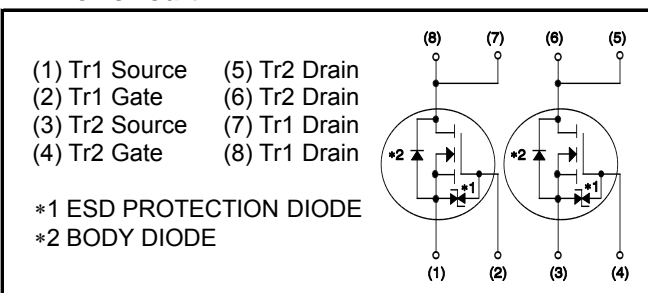 (1) Tr1 Source (5) Tr2 Drain
(2) Tr1 Gate (6) Tr2 Drain
(3) Tr2 Source (7) Tr1 Drain
(4) Tr2 Gate (8) Tr1 Drain
∗1 ESD PROTECTION DIODE
∗2 BODY DIODE
(8) (7) (6) (5)
∗2 ∗2
∗1 ∗1
(1) (2) (3) (4)